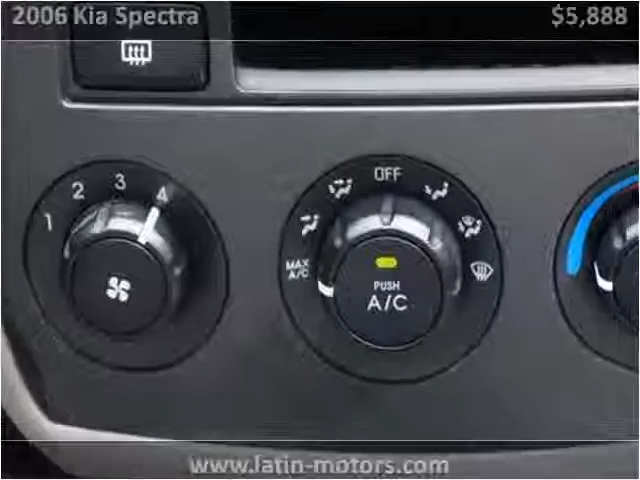 2006 Kia Spectra
$5,888
1 2 3 4
OFF
MAX
A/C
PUSH
A/C
www.latin-motors.com